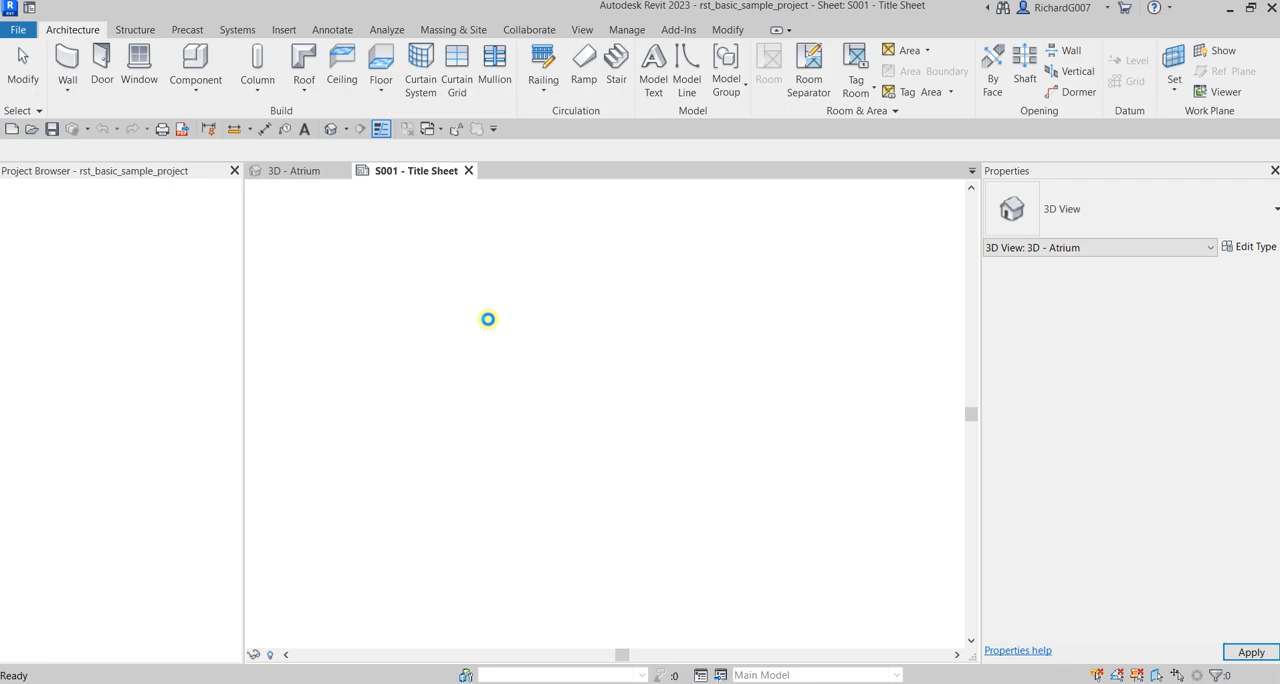 Autodesk Revit 2023 - rst_basic_sample_project - Sheet: S001 - Title Sheet
RichardG007
File Architecture Structure Precast Systems Insert Annotate Analyze Massing & Site Collaborate View Manage Add-Ins Modify
Modify Wall Door Window Component Column Roof Ceiling Floor Curtain System Curtain Grid Mullion Railing Ramp Stair Model Text Model Line Model Group Room Room Separator Tag Room Area Area Boundary Tag Area By Face Shaft Wall Vertical Dormer Level Grid Set Show Ref Plane Viewer
Select Build Circulation Model Room & Area Opening Datum Work Plane
Project Browser - rst_basic_sample_project
3D - Atrium
S001 - Title Sheet
Properties
3D View
3D View: 3D - Atrium
Edit Type
Properties help
Apply
Ready
:0
Main Model
:0